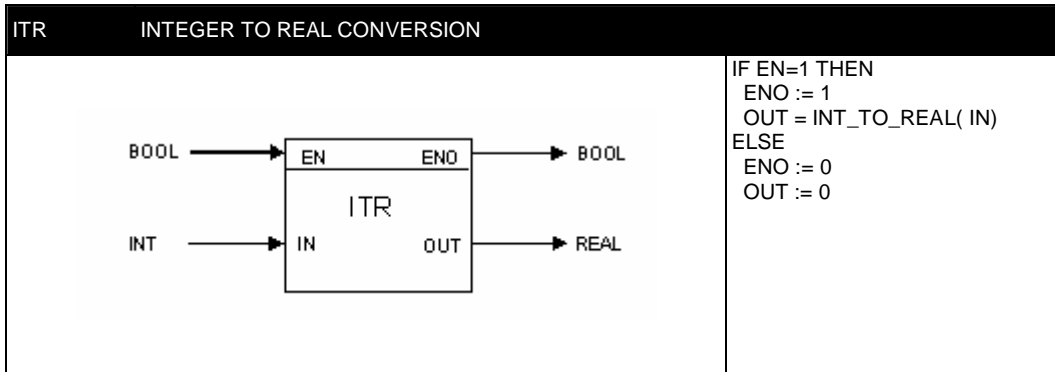 ITR INTEGER TO REAL CONVERSION
BOOL EN ENO BOOL
ITR
INT IN OUT REAL
IF EN=1 THEN
ENO := 1
OUT = INT_TO_REAL( IN)
ELSE
ENO := 0
OUT := 0